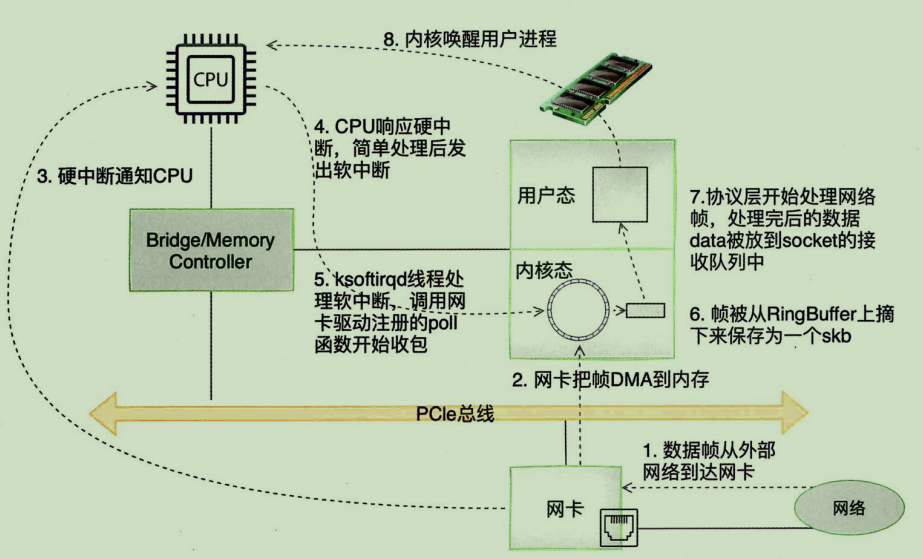 8. 内核唤醒用户进程
CPU
4. CPU响应硬中
断，简单处理后发
出软中断
3. 硬中断通知CPU
用户态
7.协议层开始处理网络
帧，处理完后的数据
data被放到socket的接
收队列中
Bridge/Memory
Controller
内核态
5. ksoftirqd线程处
理软中断、调用网
卡驱动注册的poll
函数开始收包
6. 帧被从RingBuffer上摘
下来保存为一个skb
2. 网卡把帧DMA到内存
PCIe总线
1. 数据帧从外部
网络到达网卡
网卡
网络